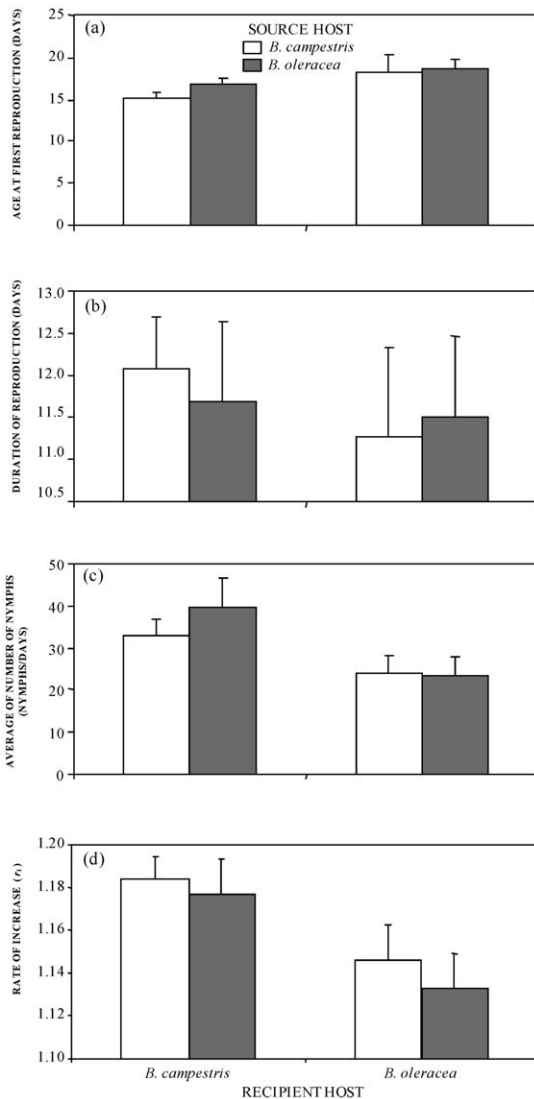 (a)
SOURCE HOST
B. campestris
B. oleracea
AGE AT FIRST REPRODUCTION (DAYS)
25
20
15
10
5
0
(b)
DURATION OF REPRODUCTION (DAYS)
13.0
12.5
12.0
11.5
11.0
10.5
(c)
AVERAGE OF NUMBER OF NYMPHS
(NYMPHS/DAYS)
50
40
30
20
10
0
(d)
RATE OF INCREASE (rᵢ)
1.20
1.18
1.16
1.14
1.12
1.10
B. campestris
B. oleracea
RECIPIENT HOST